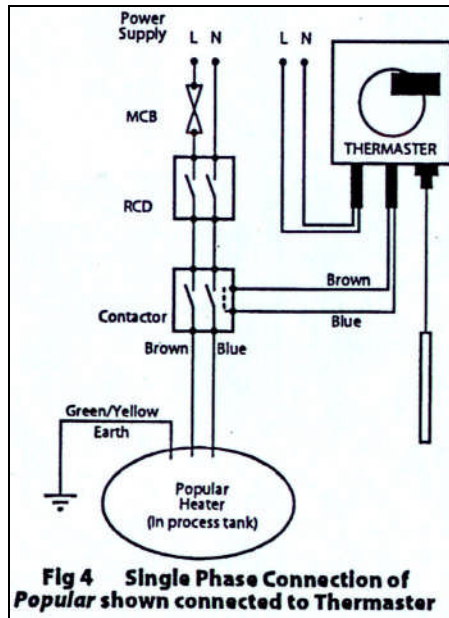 Power
Supply
L N
L N
MCB
THERMASTER
RCD
Brown
Contactor
Blue
Brown Blue
Green/Yellow
Earth
Popular
Heater
(In process tank)
Fig 4 Single Phase Connection of
Popular shown connected to Thermaster